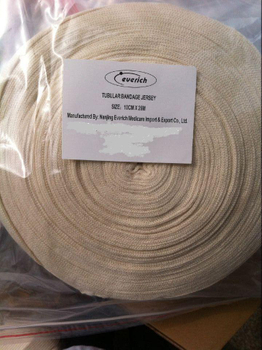 everich
TUBULAR BANDAGE JERSEY
SIZE: 10CM X 20M
Manufactured By: Nanjing Everich Medicare Import & Export Co., Ltd.